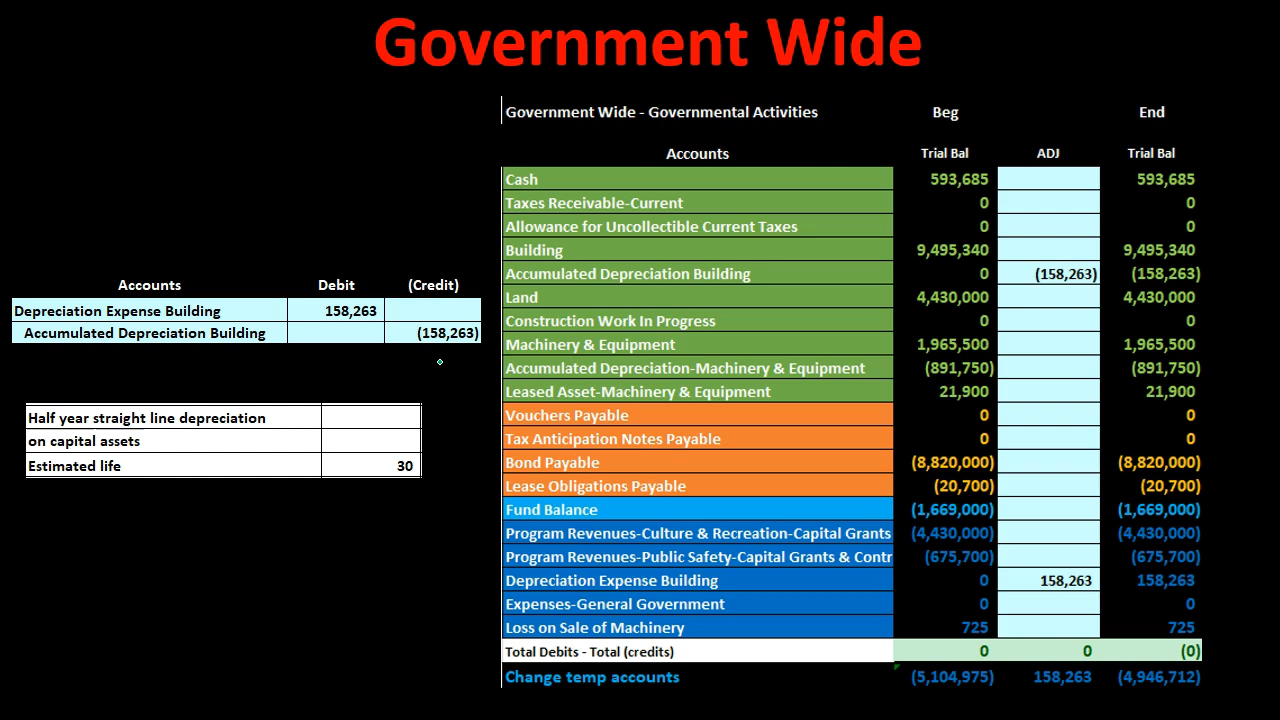 Government Wide
Government Wide - Governmental Activities Beg End
Accounts Trial Bal ADJ Trial Bal
Cash 593,685 593,685
Taxes Receivable-Current 0 0
Allowance for Uncollectible Current Taxes 0 0
Building 9,495,340 9,495,340
Accumulated Depreciation Building 0 (158,263) (158,263)
Land 4,430,000 4,430,000
Construction Work In Progress 0 0
Machinery & Equipment 1,965,500 1,965,500
Accumulated Depreciation-Machinery & Equipment (891,750) (891,750)
Leased Asset-Machinery & Equipment 21,900 21,900
Vouchers Payable 0 0
Tax Anticipation Notes Payable 0 0
Bond Payable (8,820,000) (8,820,000)
Lease Obligations Payable (20,700) (20,700)
Fund Balance (1,669,000) (1,669,000)
Program Revenues-Culture & Recreation-Capital Grants (4,430,000) (4,430,000)
Program Revenues-Public Safety-Capital Grants & Contr (675,700) (675,700)
Depreciation Expense Building 0 158,263 158,263
Expenses-General Government 0 0
Loss on Sale of Machinery 725 725
Total Debits - Total (credits) 0 0 (0)
Change temp accounts (5,104,975) 158,263 (4,946,712)
Accounts Debit (Credit)
Depreciation Expense Building 158,263
Accumulated Depreciation Building (158,263)
Half year straight line depreciation
on capital assets
Estimated life 30